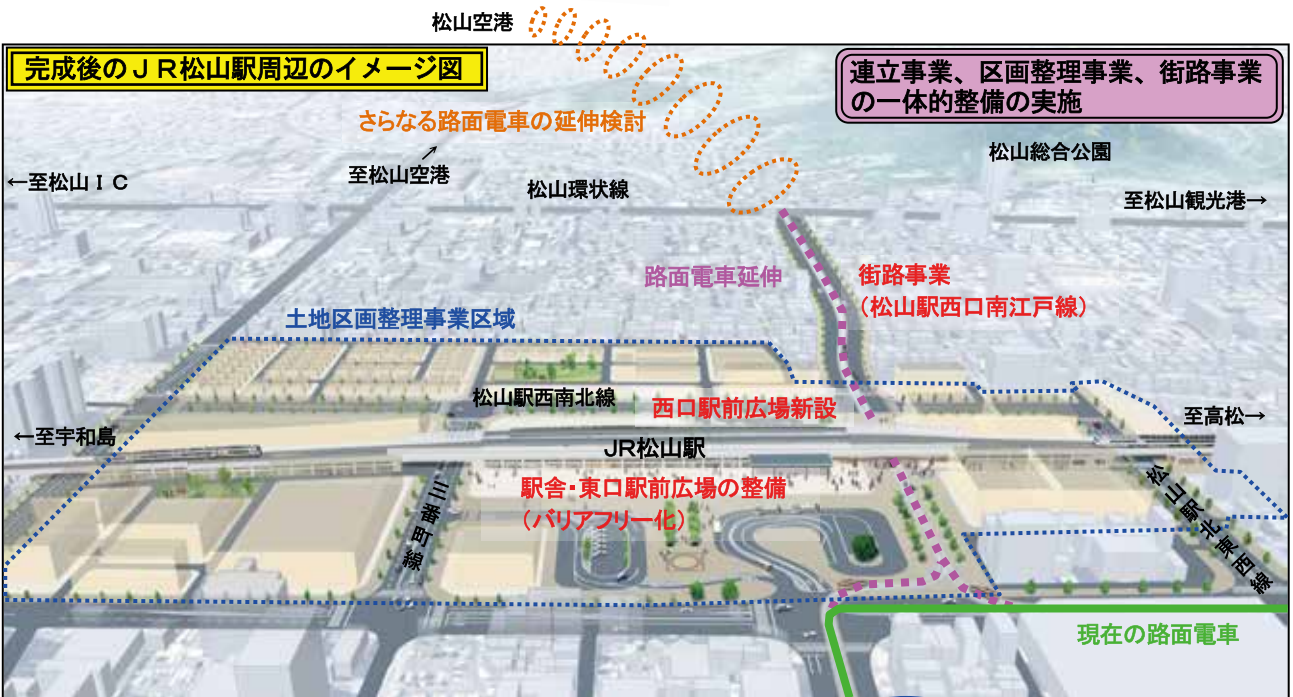 松山空港
完成後のＪＲ松山駅周辺のイメージ図
連立事業、区画整理事業、街路事業
の一体的整備の実施
さらなる路面電車の延伸検討
松山総合公園
←至松山ＩＣ
↗
至松山空港
松山環状線
至松山観光港→
路面電車延伸
街路事業
（松山駅西口南江戸線）
土地区画整理事業区域
松山駅西南北線
西口駅前広場新設
至高松→
←至宇和島
JR松山駅
駅舎・東口駅前広場の整備
（バリアフリー化）
三番町線
松山駅北東西線
現在の路面電車